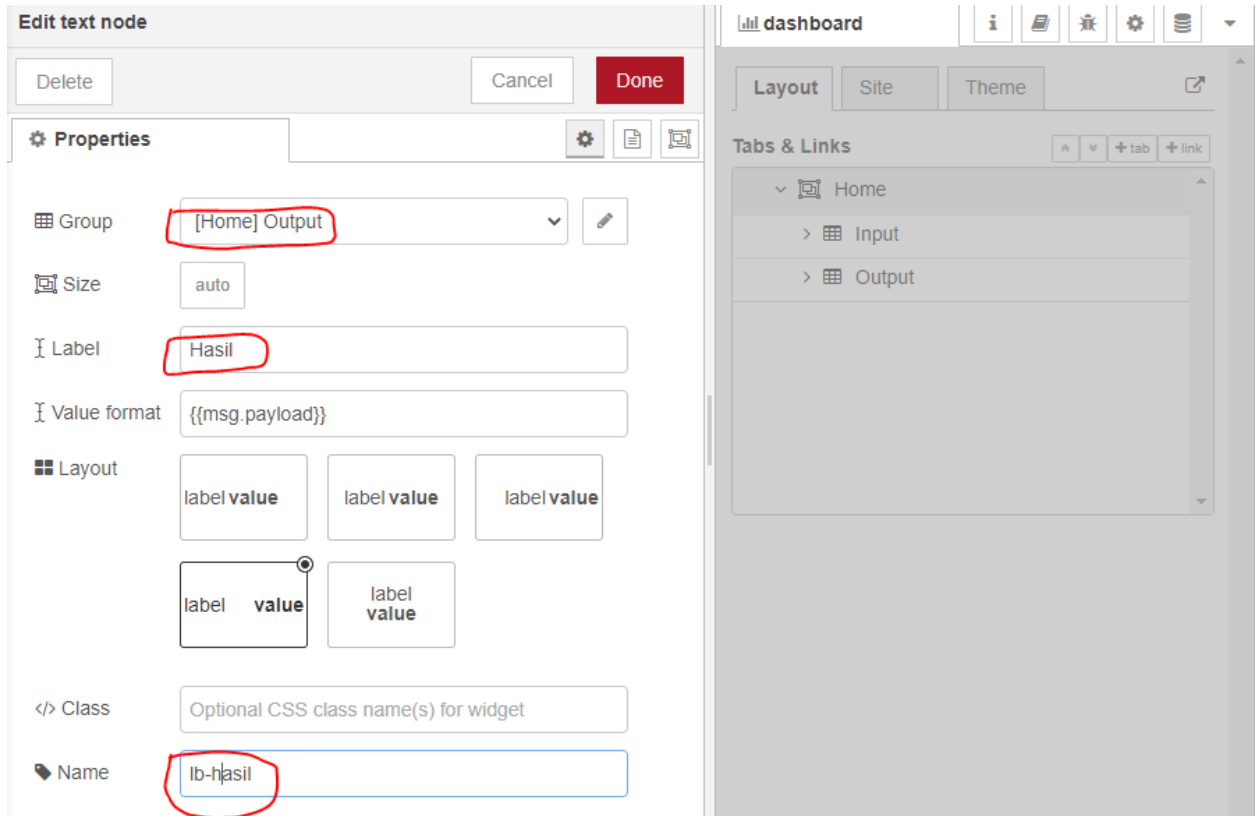 Edit text node
Delete
Cancel
Done
Properties
Group
[Home] Output
Size
auto
Label
Hasil
Value format
{{msg.payload}}
Layout
label value
label value
label value
label value
label
value
</> Class
Optional CSS class name(s) for widget
Name
lb-hasil
dashboard
i
Layout
Site
Theme
Tabs & Links
+ tab
+ link
Home
Input
Output